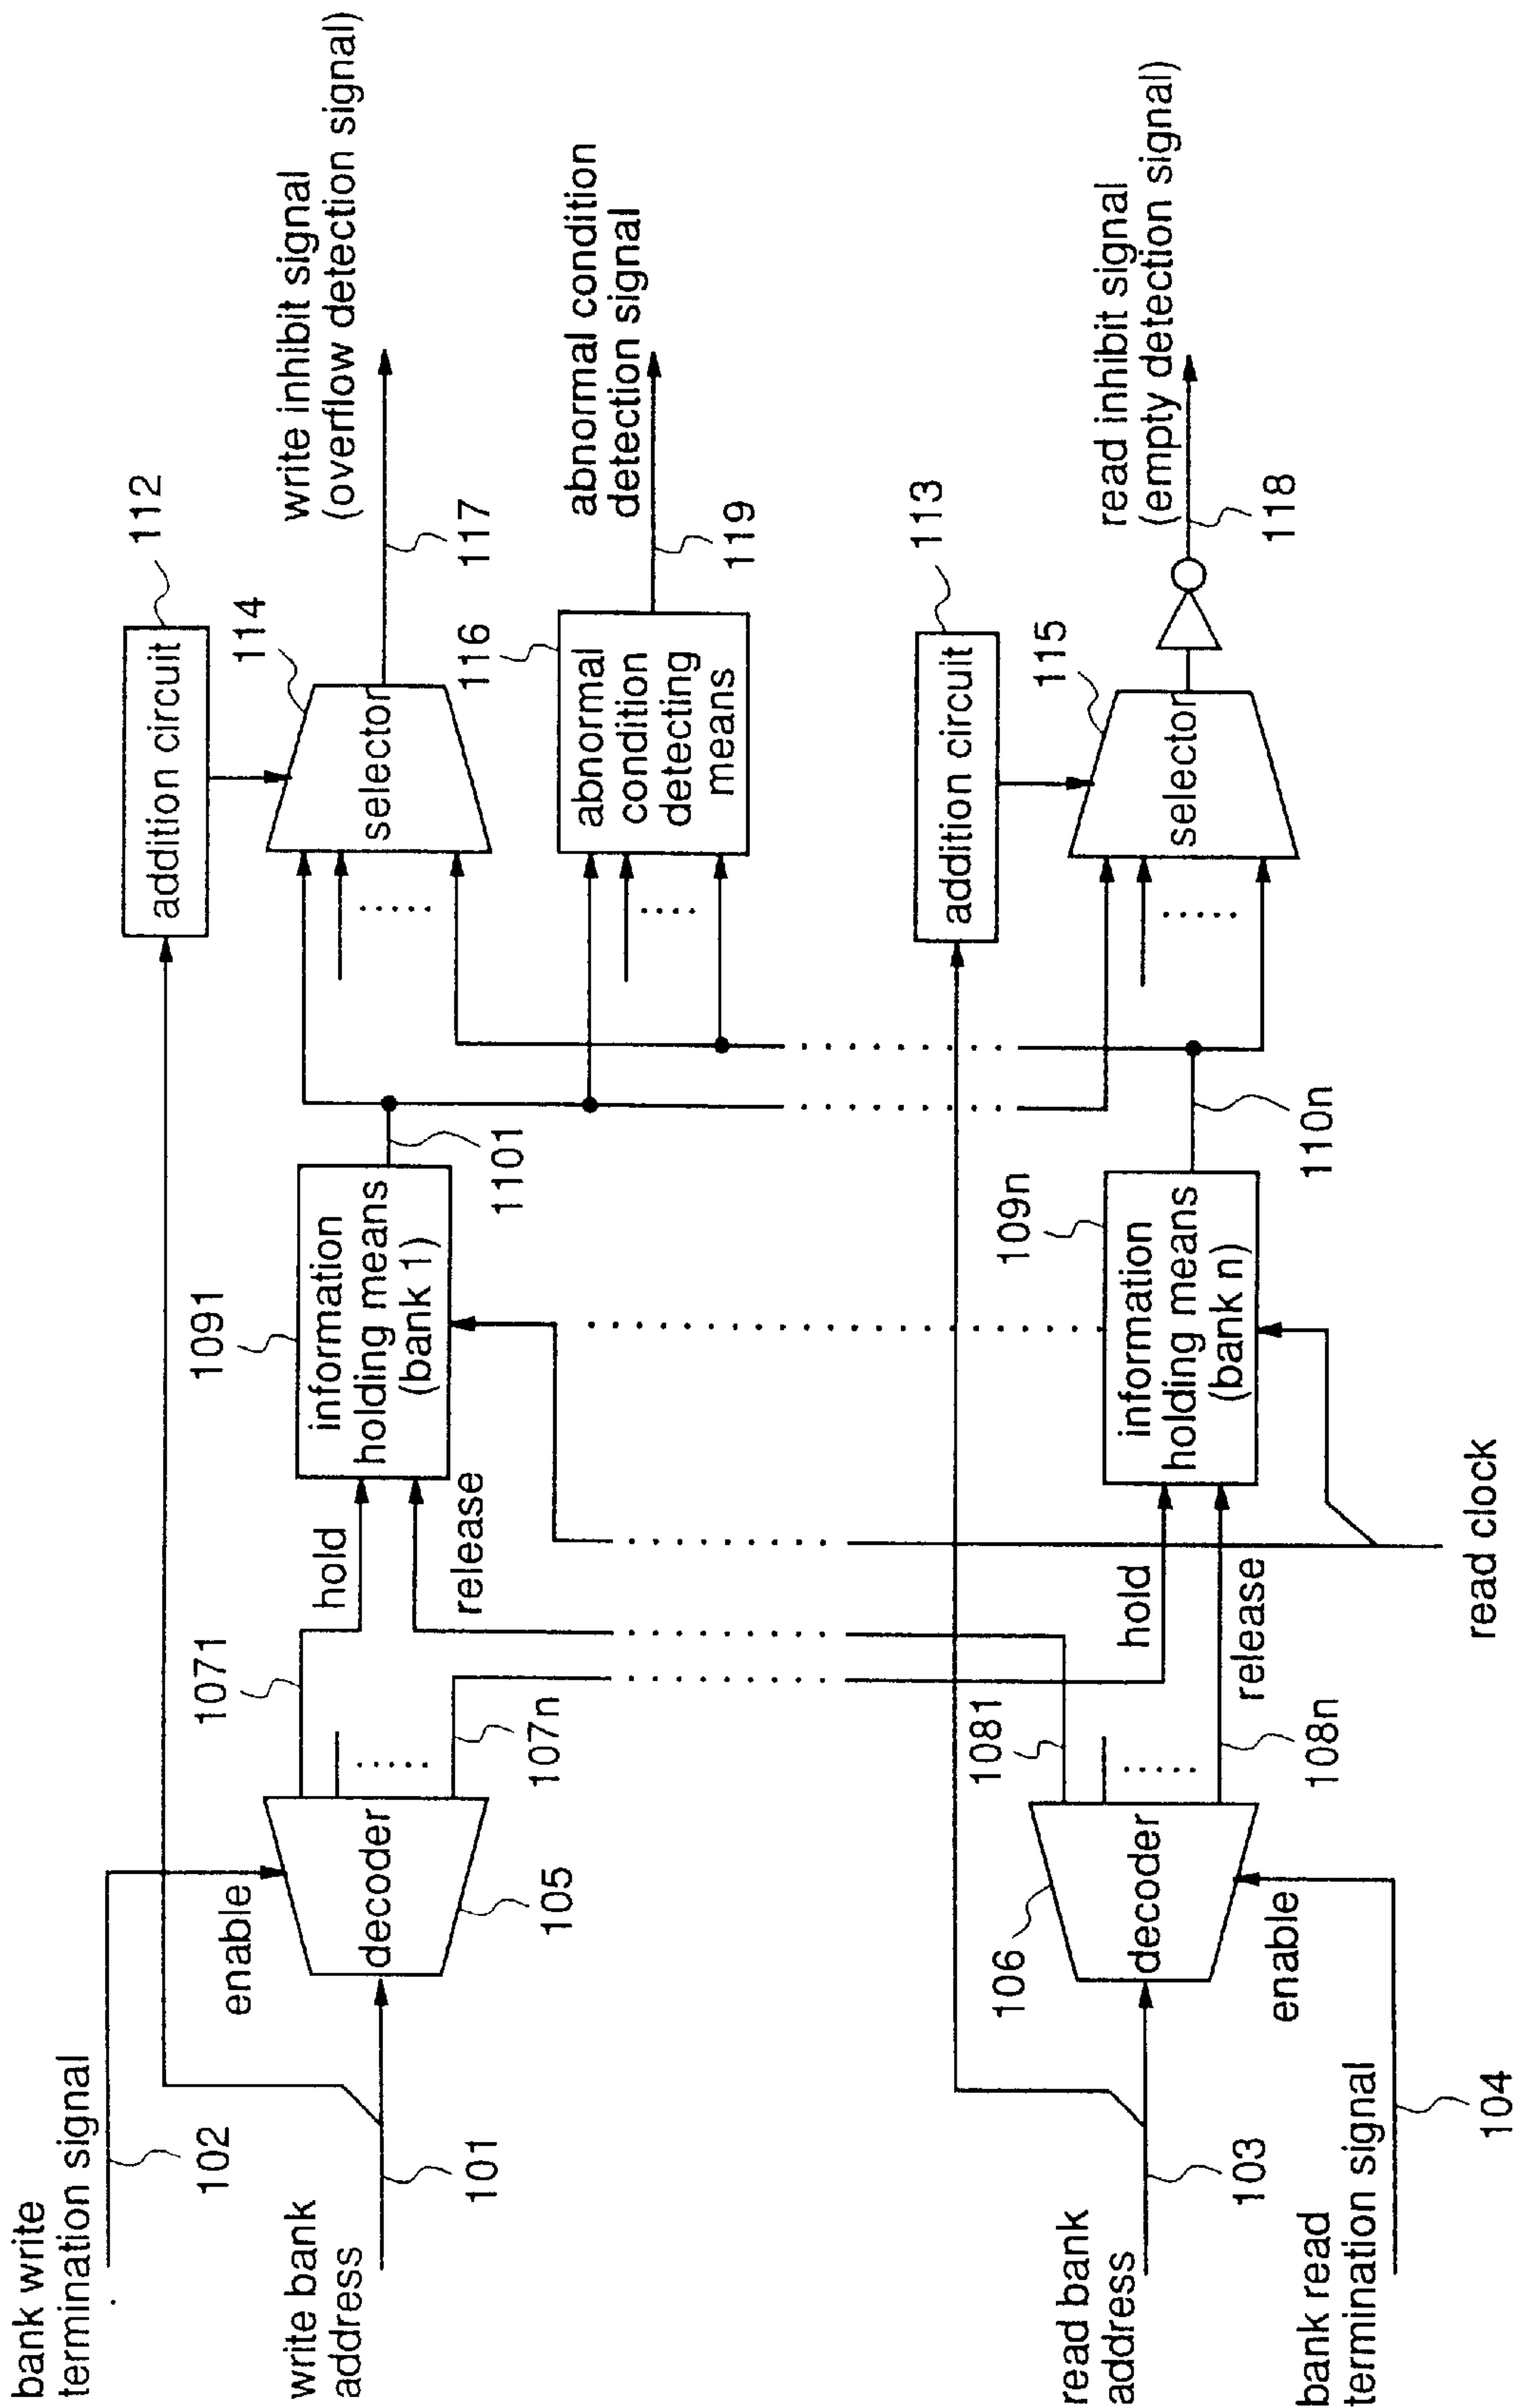 bank write
termination signal
102
write bank
address
101
enable
decoder
105
1071
107n
hold
release
1091
information
holding means
(bank 1)
1101
addition circuit
112
selector
114
write inhibit signal
(overflow detection signal)
117
abnormal
condition
detecting
means
116
abnormal condition
detection signal
119
read bank
address
103
bank read
termination signal
104
enable
decoder
106
1081
108n
hold
release
read clock
109n
information
holding means
(bank n)
110n
addition circuit
113
selector
115
read inhibit signal
(empty detection signal)
118